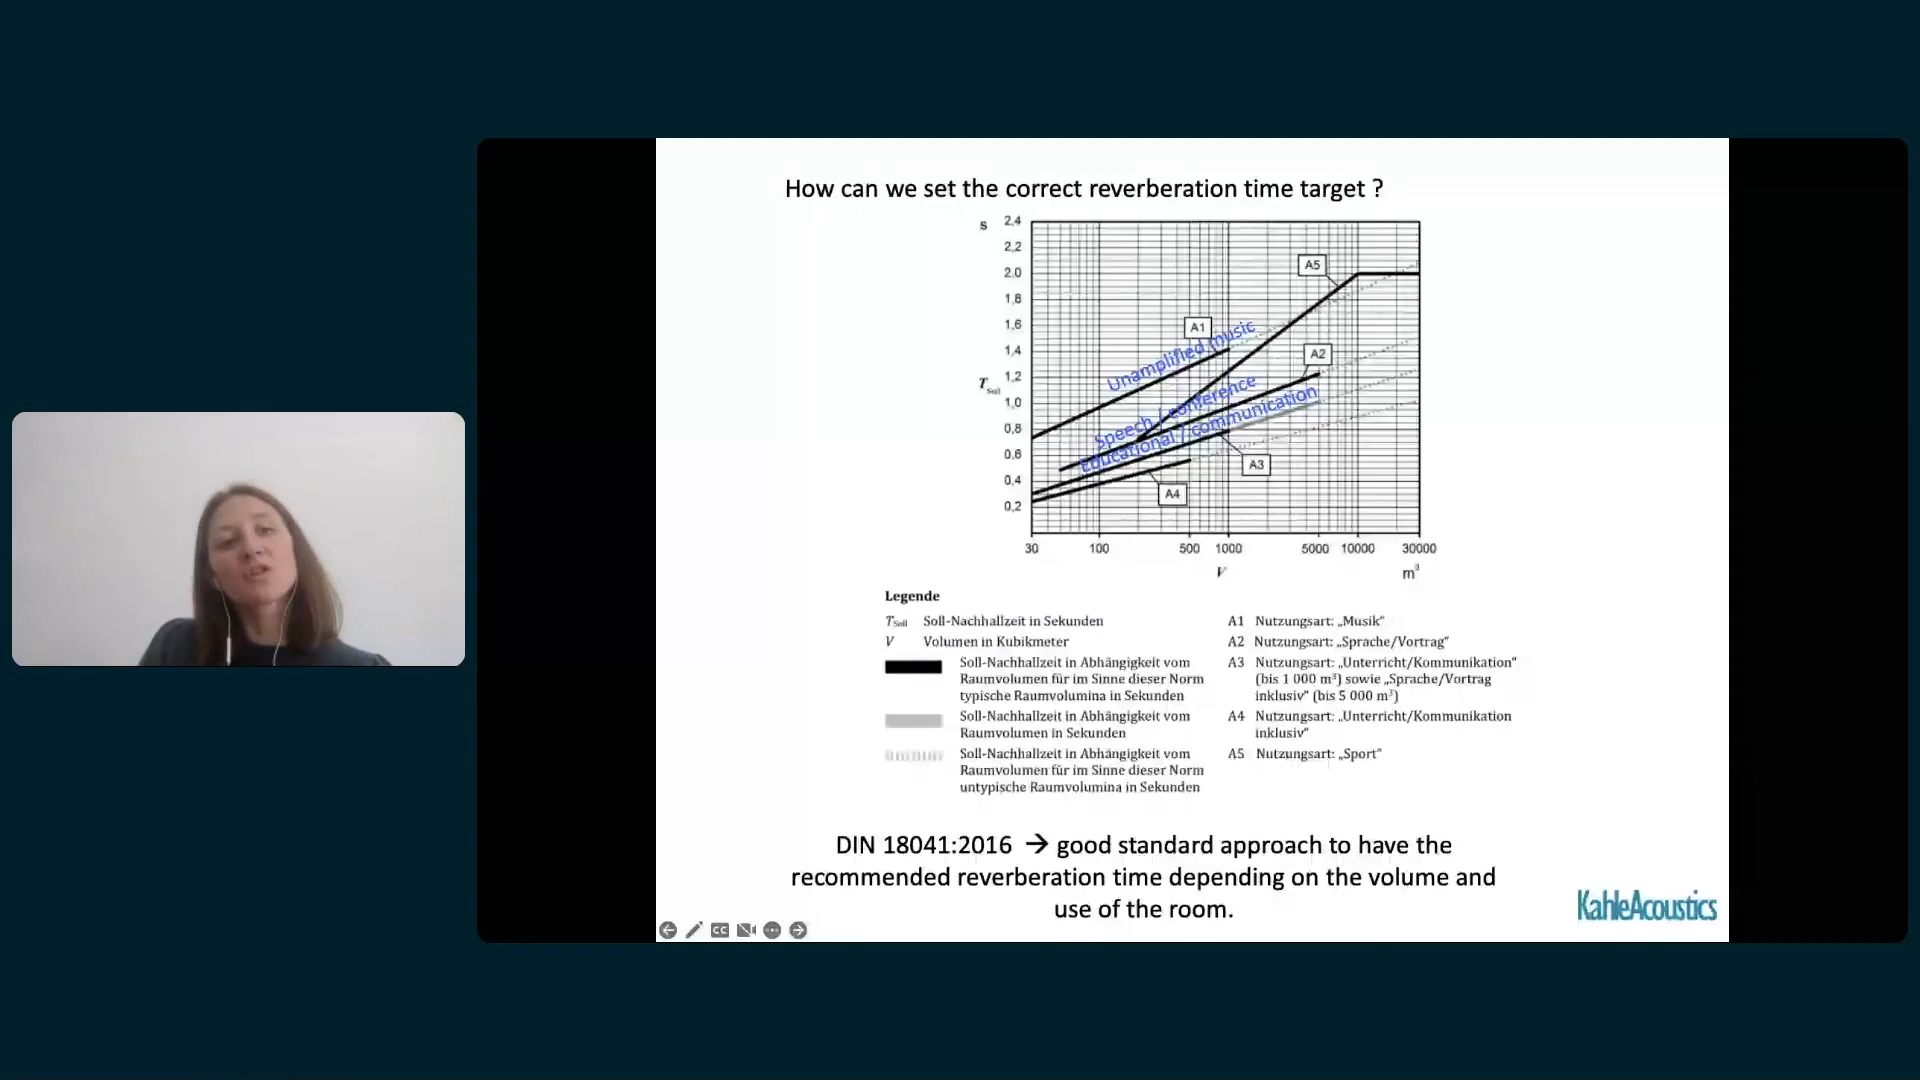 How can we set the correct reverberation time target ?
s
2,4
2,2
2,0
1,8
1,6
1,4
1,2
1,0
0,8
0,6
0,4
0,2
T Soll
A5
A1
A2
A3
A4
Unamplified music
Speech / conference
Educational / communication
30 100 500 1000 5000 10000 30000
V m³
Legende
T Soll Soll-Nachhallzeit in Sekunden
V Volumen in Kubikmeter
Soll-Nachhallzeit in Abhängigkeit vom
Raumvolumen für im Sinne dieser Norm
typische Raumvolumina in Sekunden
Soll-Nachhallzeit in Abhängigkeit vom
Raumvolumen in Sekunden
Soll-Nachhallzeit in Abhängigkeit vom
Raumvolumen für im Sinne dieser Norm
untypische Raumvolumina in Sekunden
A1 Nutzungsart: „Musik“
A2 Nutzungsart: „Sprache/Vortrag“
A3 Nutzungsart: „Unterricht/Kommunikation“
(bis 1 000 m³) sowie „Sprache/Vortrag
inklusiv“ (bis 5 000 m³)
A4 Nutzungsart: „Unterricht/Kommunikation
inklusiv“
A5 Nutzungsart: „Sport“
DIN 18041:2016 → good standard approach to have the
recommended reverberation time depending on the volume and
use of the room.
KahleAcoustics
CC